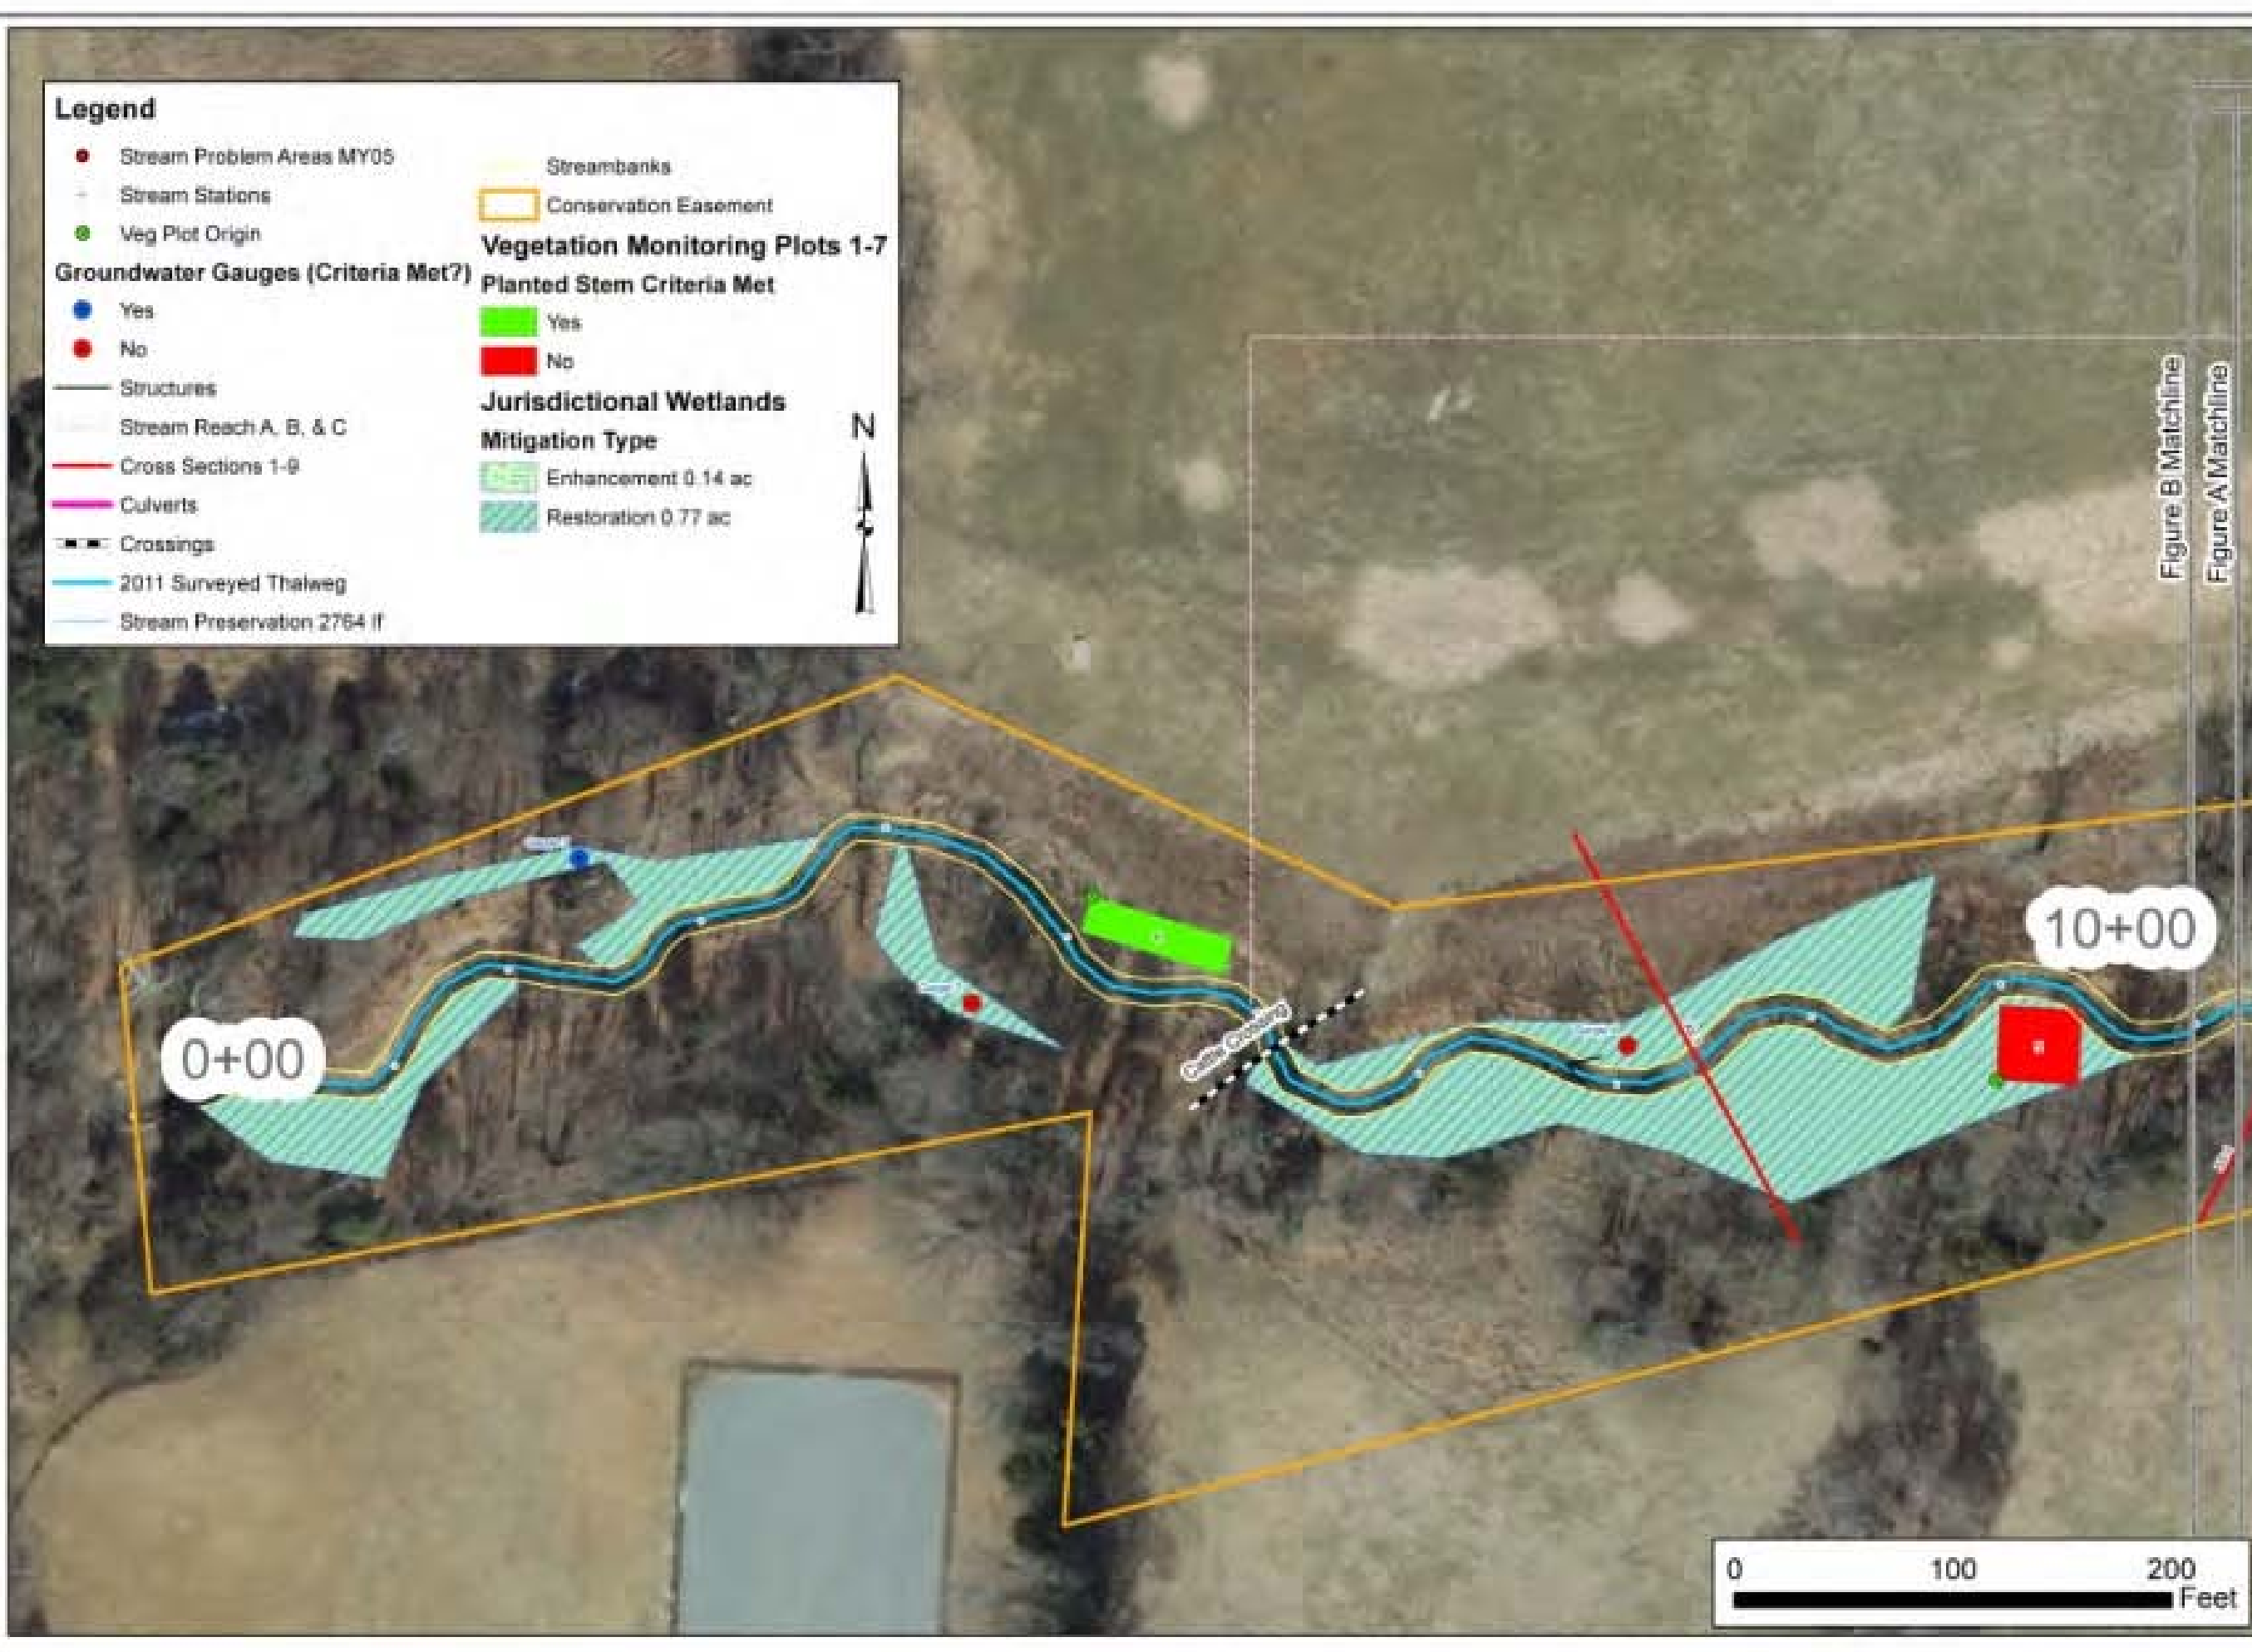 Legend
Stream Problem Areas MY05
Stream Stations
Veg Plot Origin
Groundwater Gauges (Criteria Met?)
Yes
No
Structures
Stream Reach A, B, & C
Cross Sections 1-9
Culverts
Crossings
2011 Surveyed Thalweg
Stream Preservation 2764 lf
Streambanks
Conservation Easement
Vegetation Monitoring Plots 1-7
Planted Stem Criteria Met
Yes
No
Jurisdictional Wetlands
Mitigation Type
Enhancement 0.14 ac
Restoration 0.77 ac
N
Figure B Matchline
Figure A Matchline
0+00
Crossing
10+00
0 100 200
Feet